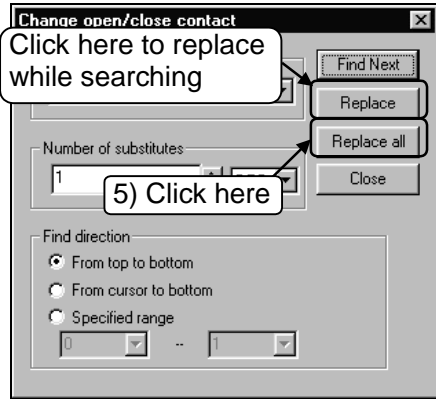 Change open/close contact
Click here to replace
while searching
Find Next
Replace
Number of substitutes
Replace all
1
5) Click here
Close
Find direction
From top to bottom
From cursor to bottom
Specified range
0 -- 1